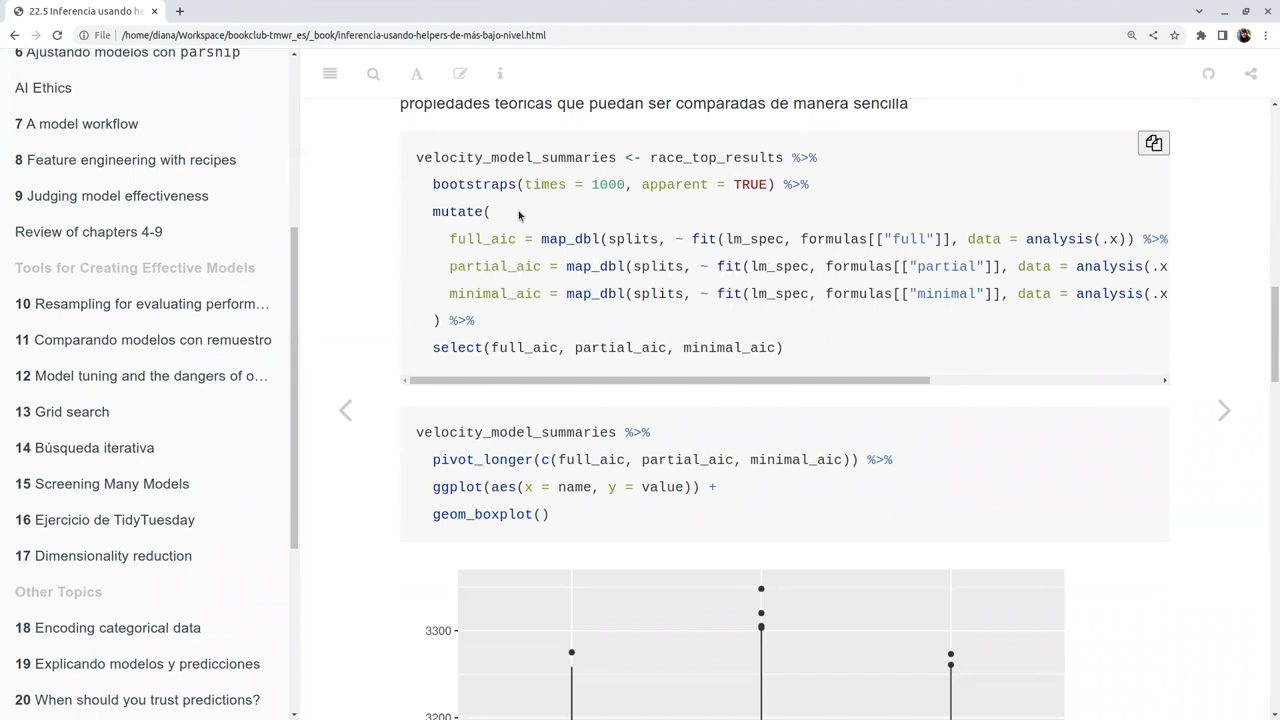 22.5 Inferencia usando he
File
/home/diana/Workspace/bookclub-tmwr_es/_book/inferencia-usando-helpers-de-más-bajo-nivel.html
6 Ajustando modelos con parship
AI Ethics
7 A model workflow
8 Feature engineering with recipes
9 Judging model effectiveness
Review of chapters 4-9
Tools for Creating Effective Models
10 Resampling for evaluating perform…
11 Comparando modelos con remuestro
12 Model tuning and the dangers of o…
13 Grid search
14 Búsqueda iterativa
15 Screening Many Models
16 Ejercicio de TidyTuesday
17 Dimensionality reduction
Other Topics
18 Encoding categorical data
19 Explicando modelos y predicciones
20 When should you trust predictions?
propiedades teóricas que puedan ser comparadas de manera sencilla
velocity_model_summaries <- race_top_results %>%
  bootstraps(times = 1000, apparent = TRUE) %>%
  mutate(
    full_aic = map_dbl(splits, ~ fit(lm_spec, formulas[["full"]], data = analysis(.x)) %>%
    partial_aic = map_dbl(splits, ~ fit(lm_spec, formulas[["partial"]], data = analysis(.x
    minimal_aic = map_dbl(splits, ~ fit(lm_spec, formulas[["minimal"]], data = analysis(.x
  ) %>%
  select(full_aic, partial_aic, minimal_aic)
velocity_model_summaries %>%
  pivot_longer(c(full_aic, partial_aic, minimal_aic)) %>%
  ggplot(aes(x = name, y = value)) +
  geom_boxplot()
3300
3200